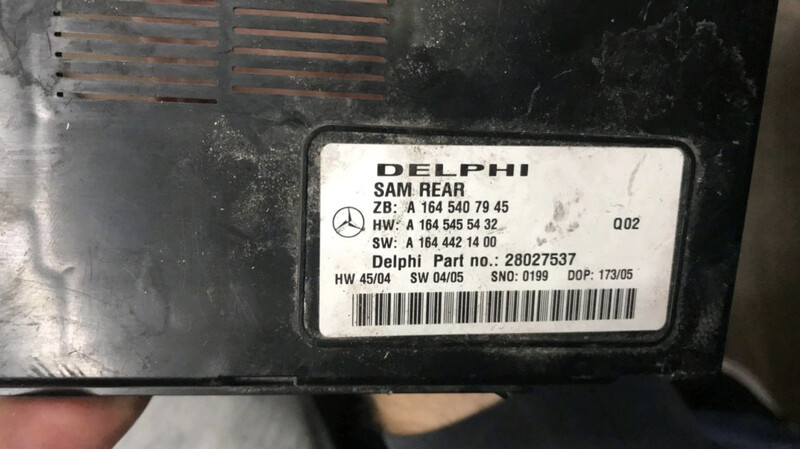 DELPHI
SAM REAR
ZB: A 164 540 79 45
HW: A 164 545 54 32 Q02
SW: A 164 442 14 00
Delphi Part no.: 28027537
HW 45/04 SW 04/05 SNO: 0199 DOP: 173/05